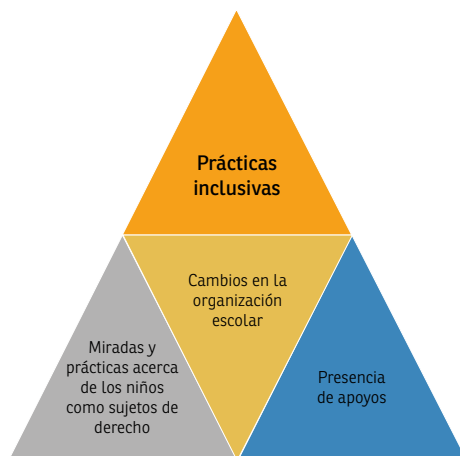 Prácticas
inclusivas
Cambios en la
organización
escolar
Miradas y
prácticas acerca
de los niños
como sujetos de
derecho
Presencia
de apoyos